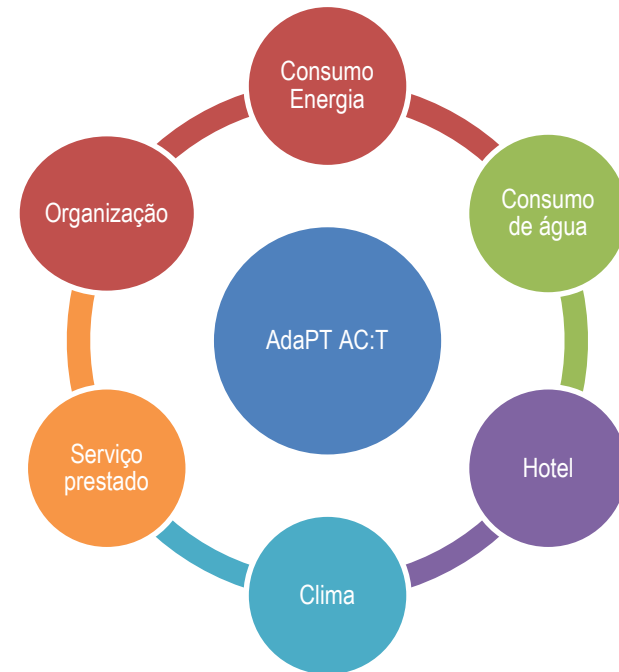 Consumo
Energia
Organização
Consumo
de água
AdaPT AC:T
Serviço
prestado
Hotel
Clima